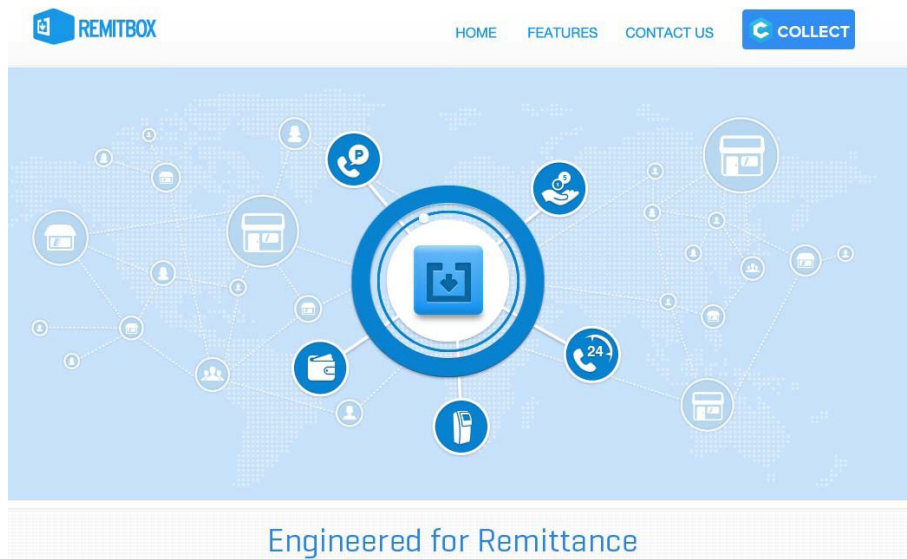 REMITBOX
HOME FEATURES CONTACT US COLLECT
P
24
Engineered for Remittance